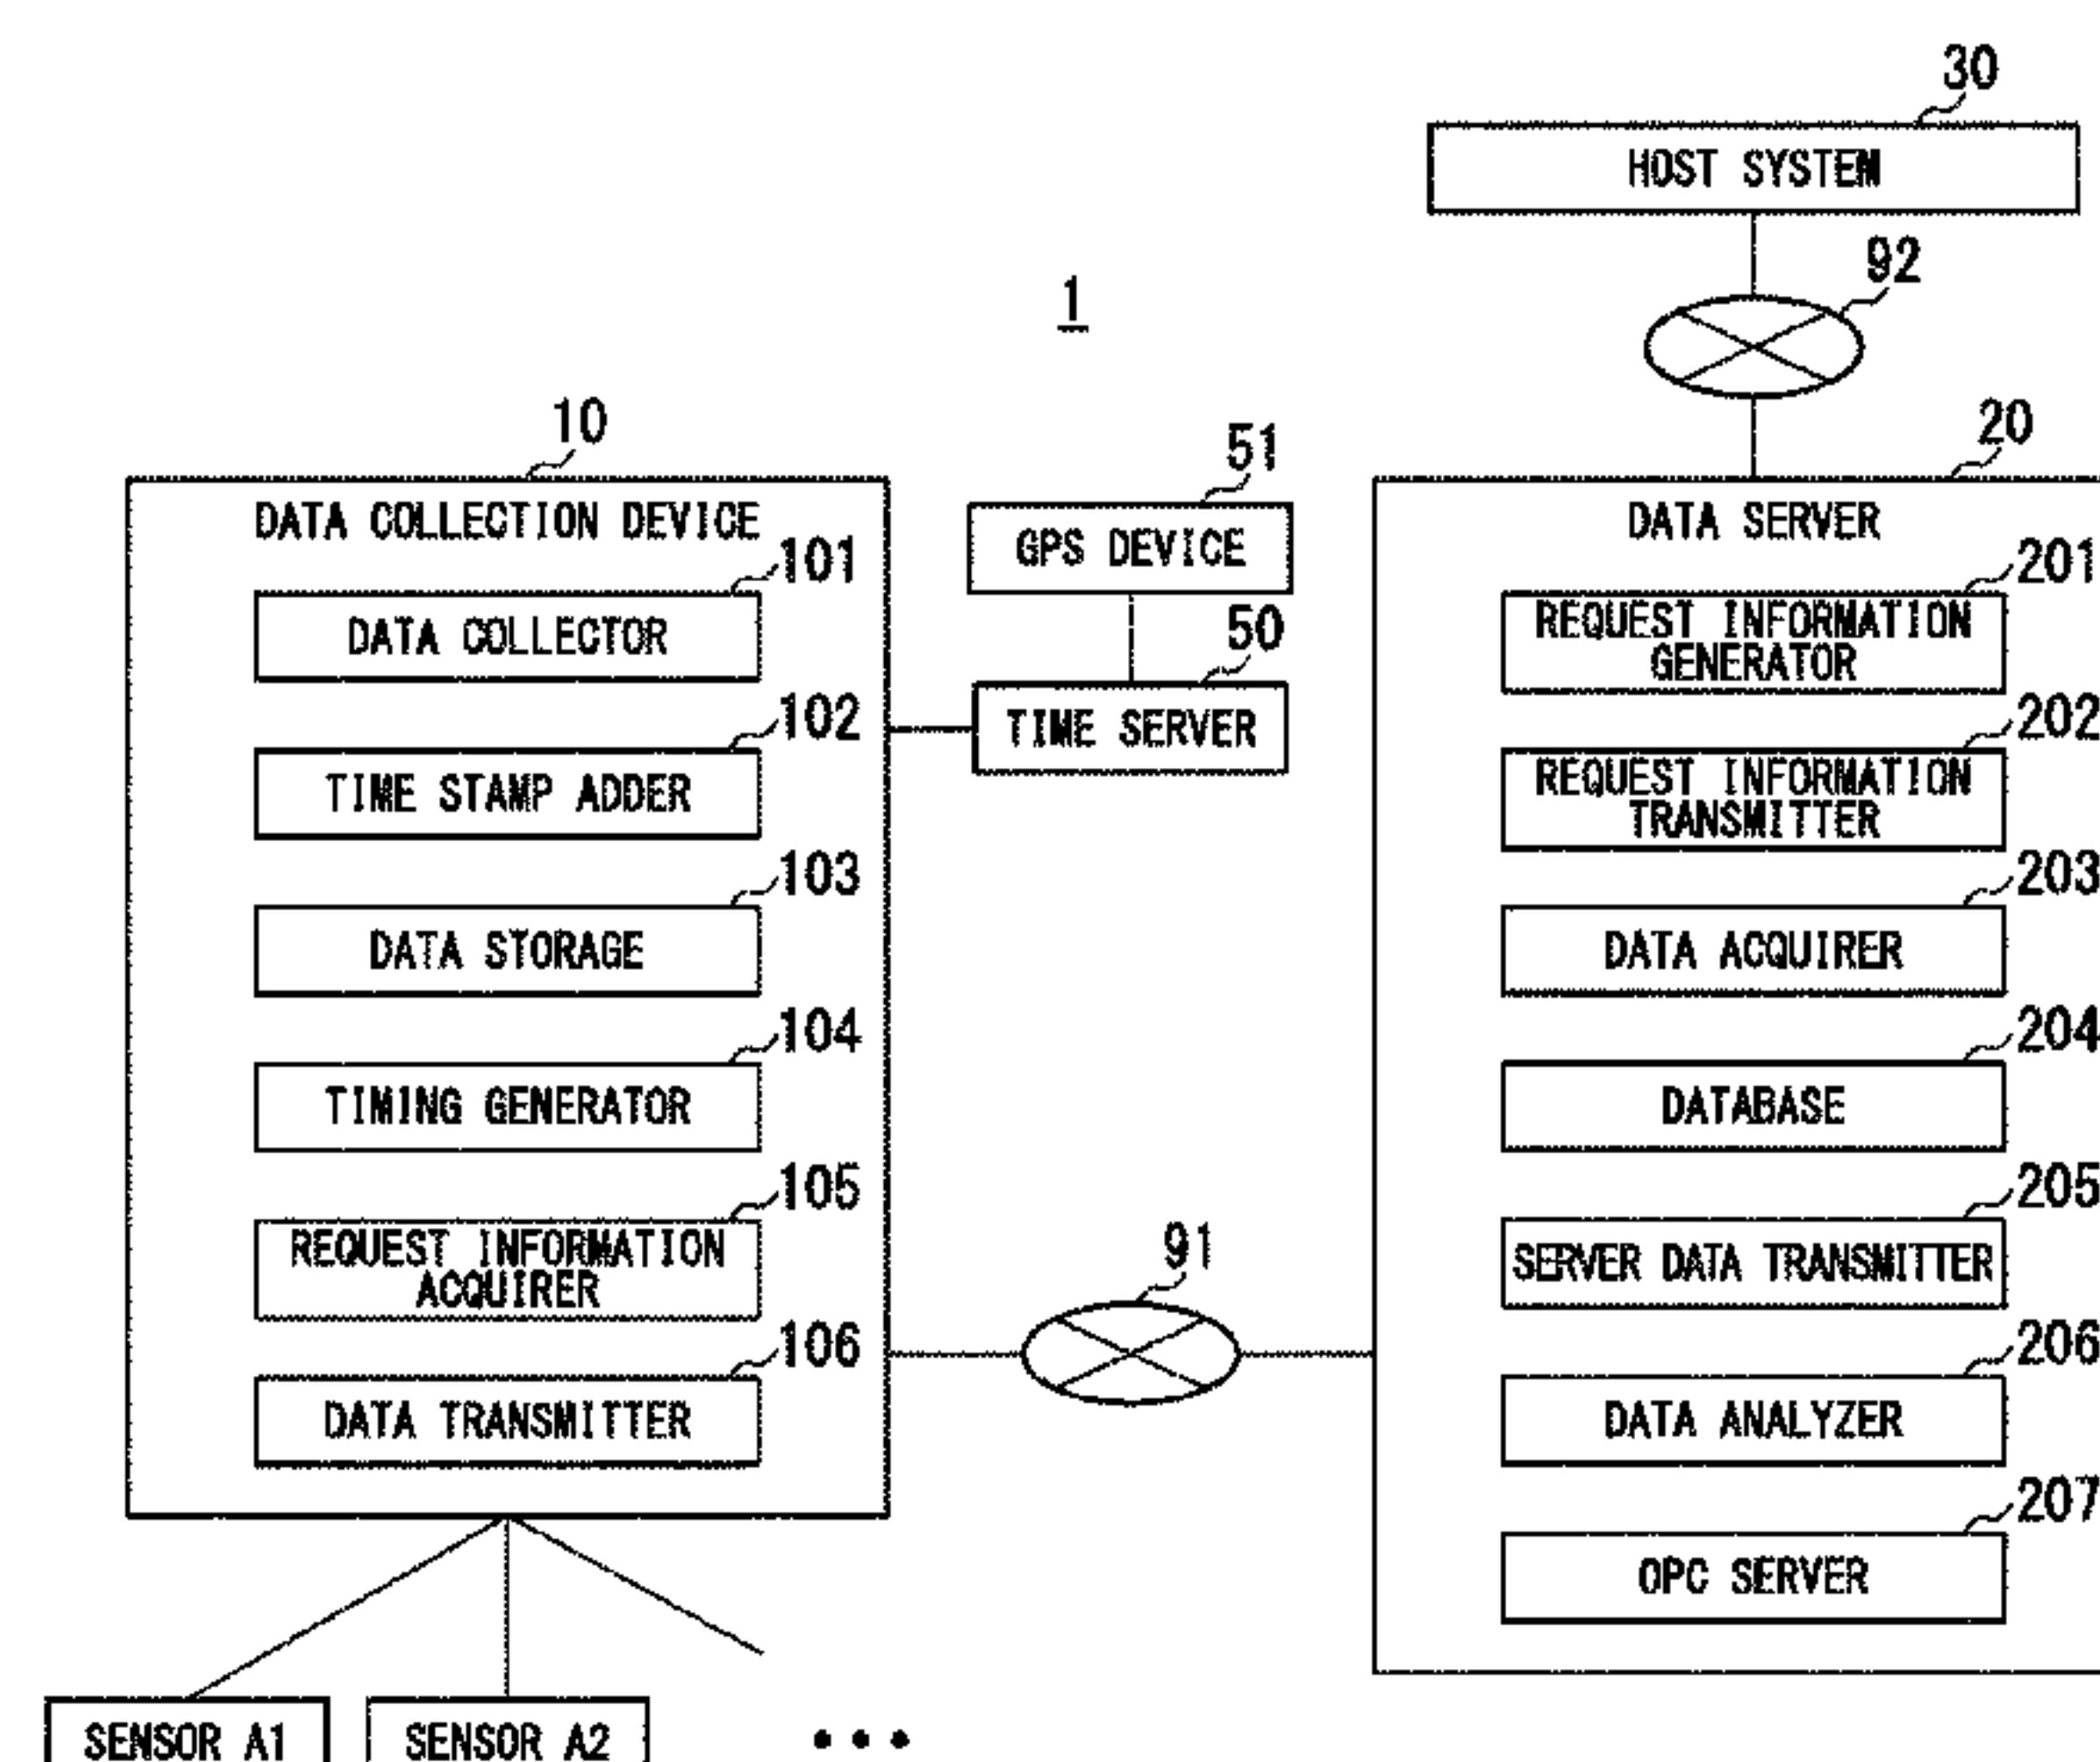 30
HOST SYSTEM
92
1
10
DATA COLLECTION DEVICE
101
DATA COLLECTOR
102
TIME STAMP ADDER
103
DATA STORAGE
104
TIMING GENERATOR
105
REQUEST INFORMATION
ACQUIRER
106
DATA TRANSMITTER
51
GPS DEVICE
50
TIME SERVER
91
20
DATA SERVER
201
REQUEST INFORMATION
GENERATOR
202
REQUEST INFORMATION
TRANSMITTER
203
DATA ACQUIRER
204
DATABASE
205
SERVER DATA TRANSMITTER
206
DATA ANALYZER
207
OPC SERVER
SENSOR A1
SENSOR A2
• • •